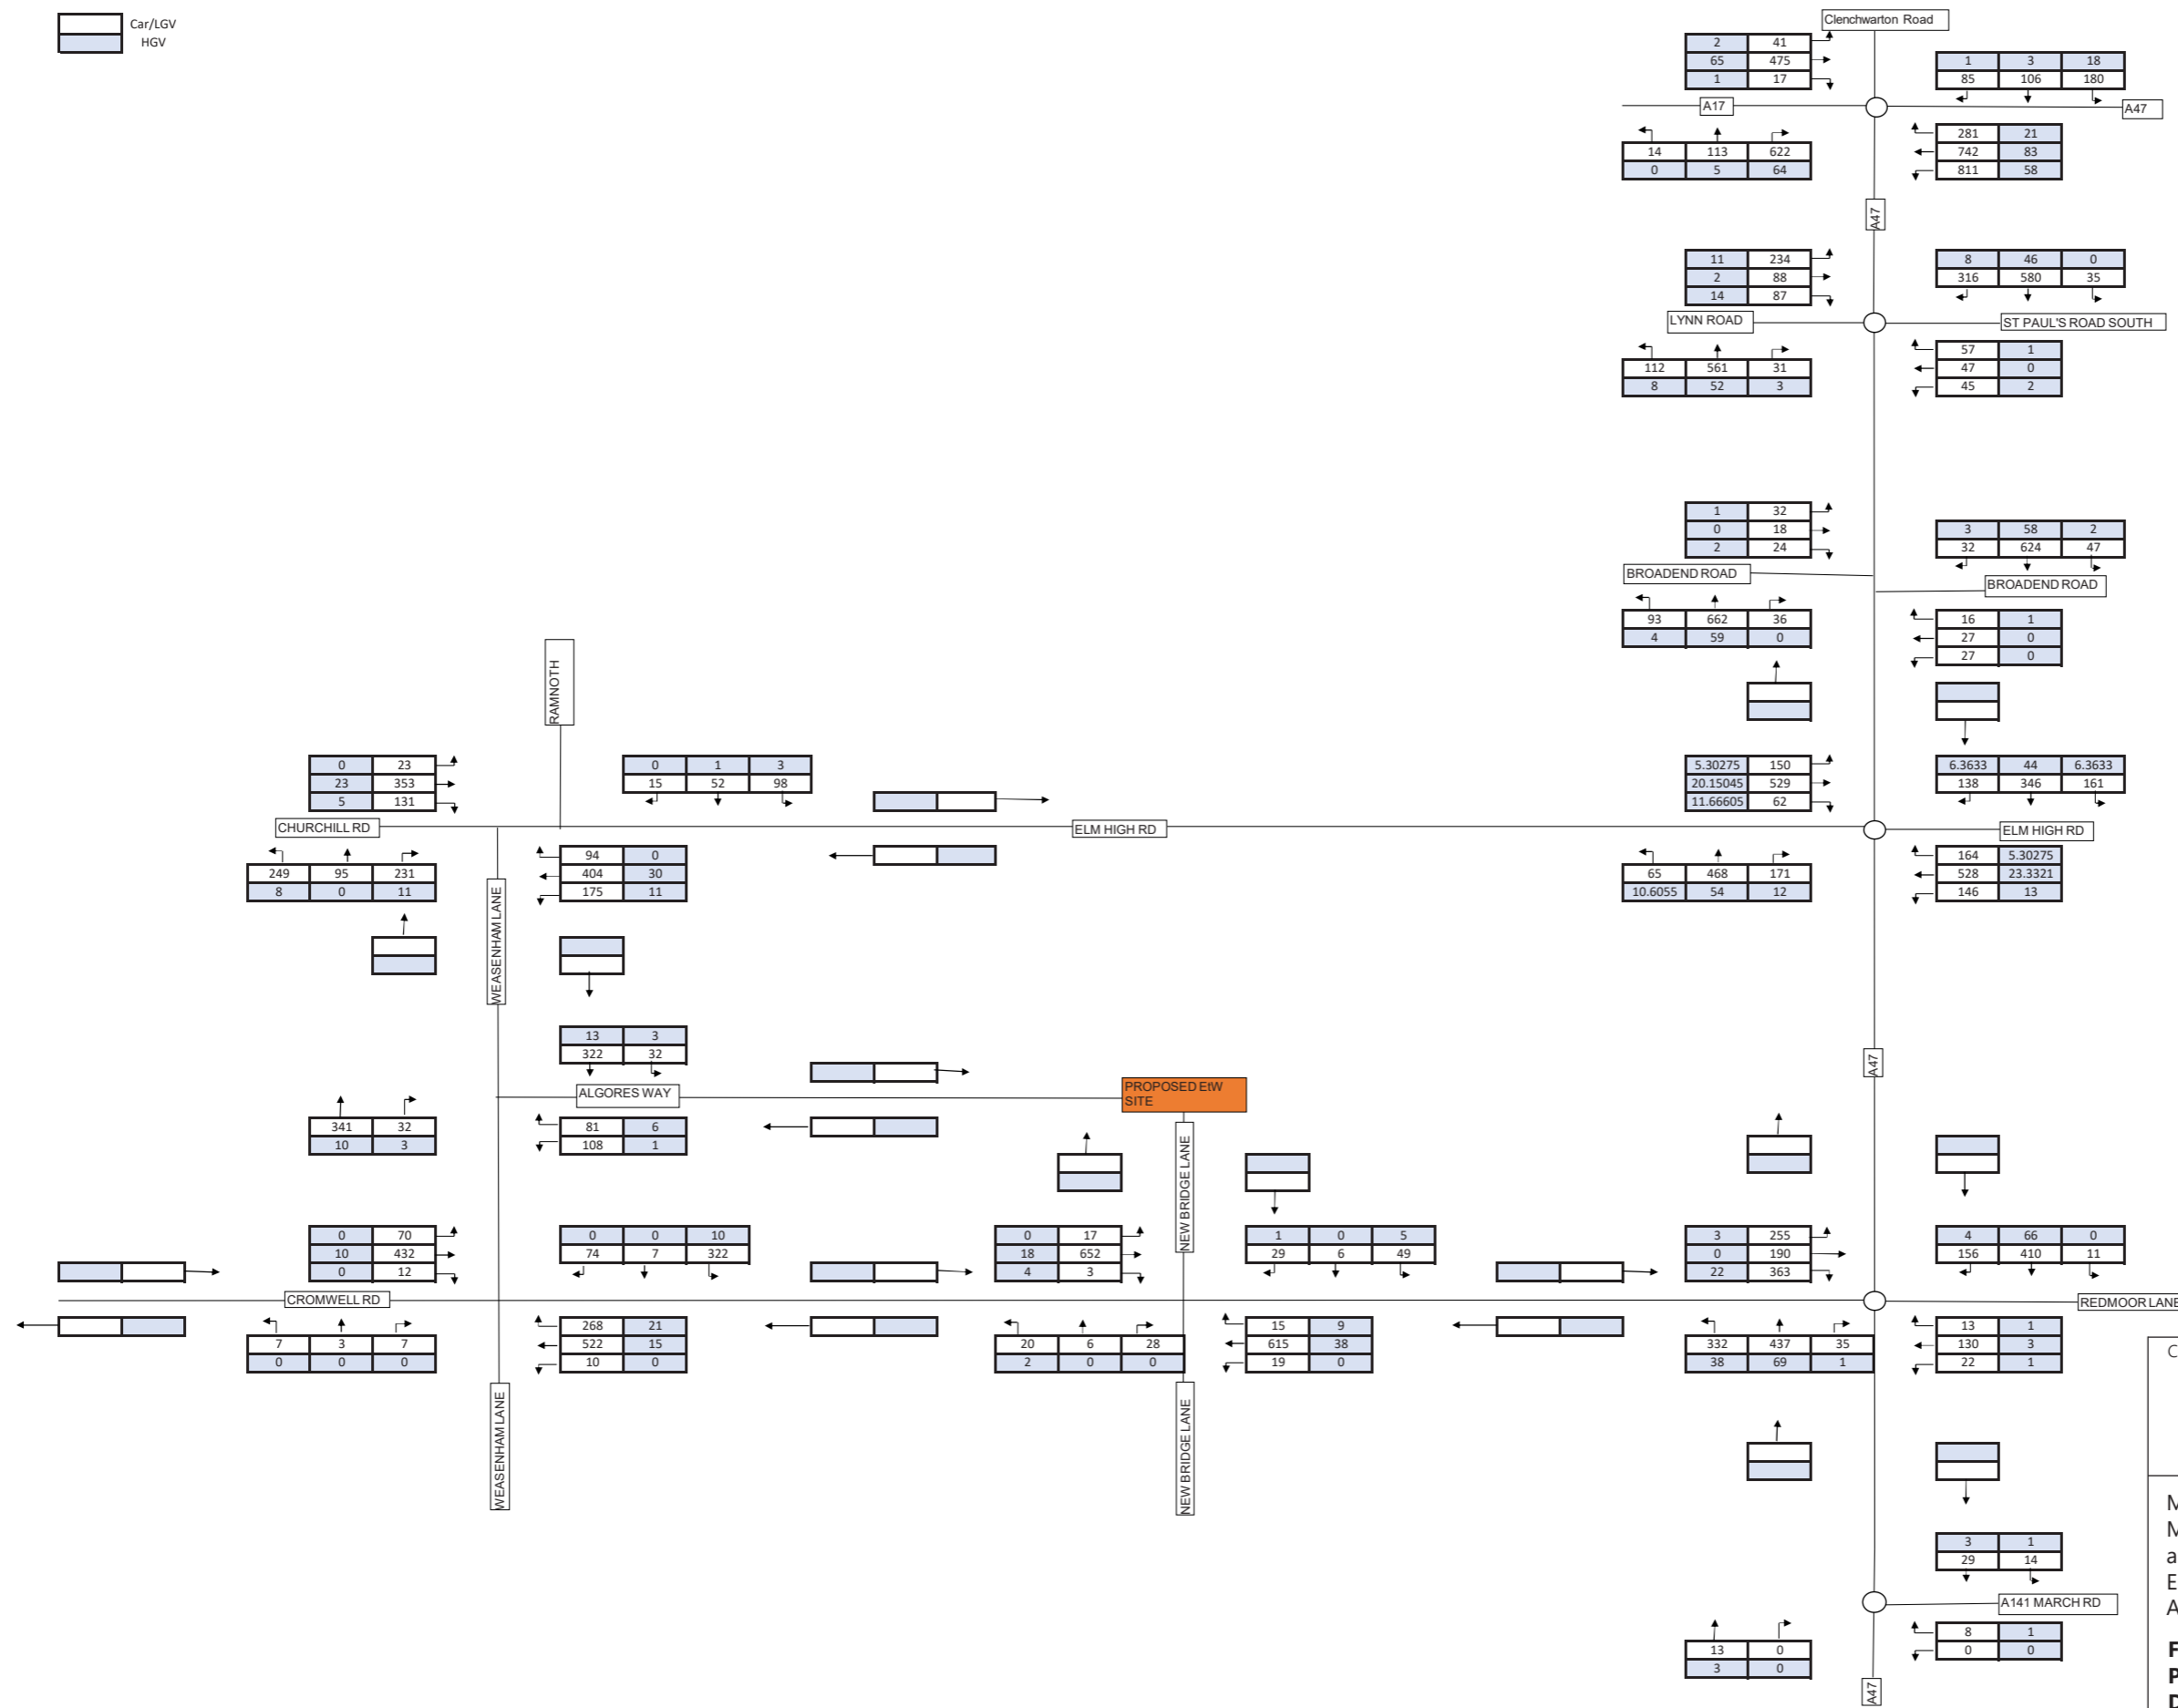 Car/LGV
HGV
Clenchwarton Road
2 41
65 475
1 17
1 3 18
85 106 180
A17
A47
14 113 622
0 5 64
281 21
742 83
811 58
A47
11 234
2 88
14 87
8 46 0
316 580 35
LYNN ROAD
ST PAUL'S ROAD SOUTH
112 561 31
8 52 3
57 1
47 0
45 2
1 32
0 18
2 24
3 58 2
32 624 47
BROADEND ROAD
BROADEND ROAD
93 662 36
4 59 0
16 1
27 0
27 0
RAMNOTH
0 23
23 353
5 131
0 1 3
15 52 98
5.30275 150
20.15045 529
11.66605 62
6.3633 44 6.3633
138 346 161
CHURCHILL RD
ELM HIGH RD
ELM HIGH RD
249 95 231
8 0 11
94 0
404 30
175 11
65 468 171
10.6055 54 12
164 5.30275
528 23.3321
146 13
WEASENHAM LANE
13 3
322 32
A47
ALGORES WAY
PROPOSED EtW
SITE
341 32
10 3
81 6
108 1
NEW BRIDGE LANE
0 70
10 432
0 12
0 0 10
74 7 322
0 17
18 652
4 3
1 0 5
29 6 49
3 255
0 190
22 363
4 66 0
156 410 11
CROMWELL RD
REDMOOR LANE
7 3 7
0 0 0
268 21
522 15
10 0
20 6 28
2 0 0
15 9
615 38
19 0
332 437 35
38 69 1
13 1
130 3
22 1
WEASENHAM LANE
NEW BRIDGE LANE
3 1
29 14
A141 MARCH RD
13 0
3 0
8 1
0 0
A47